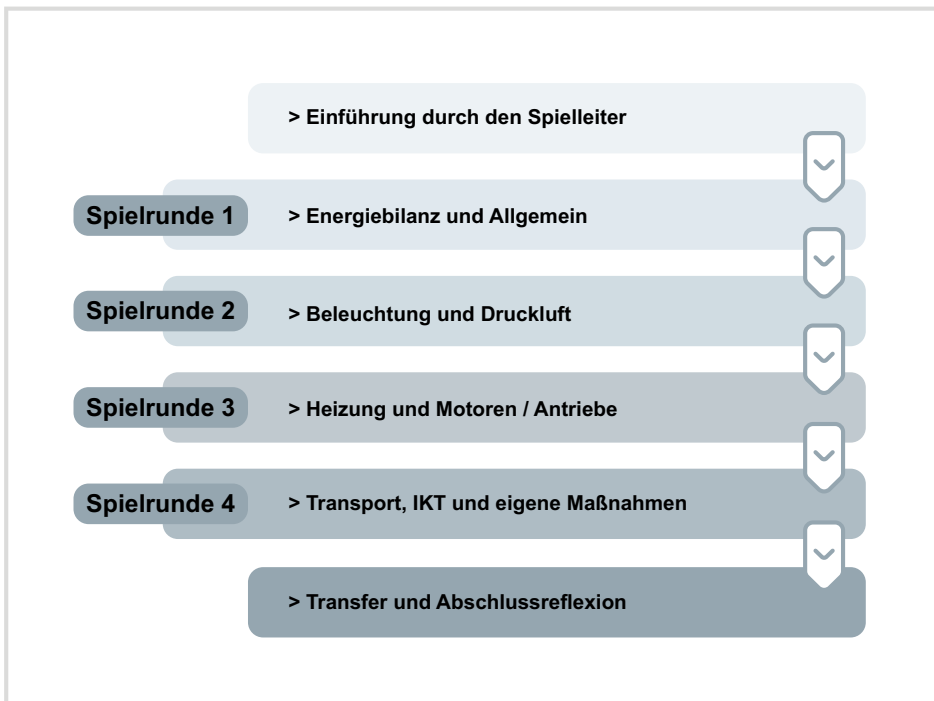 > Einführung durch den Spielleiter
Spielrunde 1
> Energiebilanz und Allgemein
Spielrunde 2
> Beleuchtung und Druckluft
Spielrunde 3
> Heizung und Motoren / Antriebe
Spielrunde 4
> Transport, IKT und eigene Maßnahmen
> Transfer und Abschlussreflexion